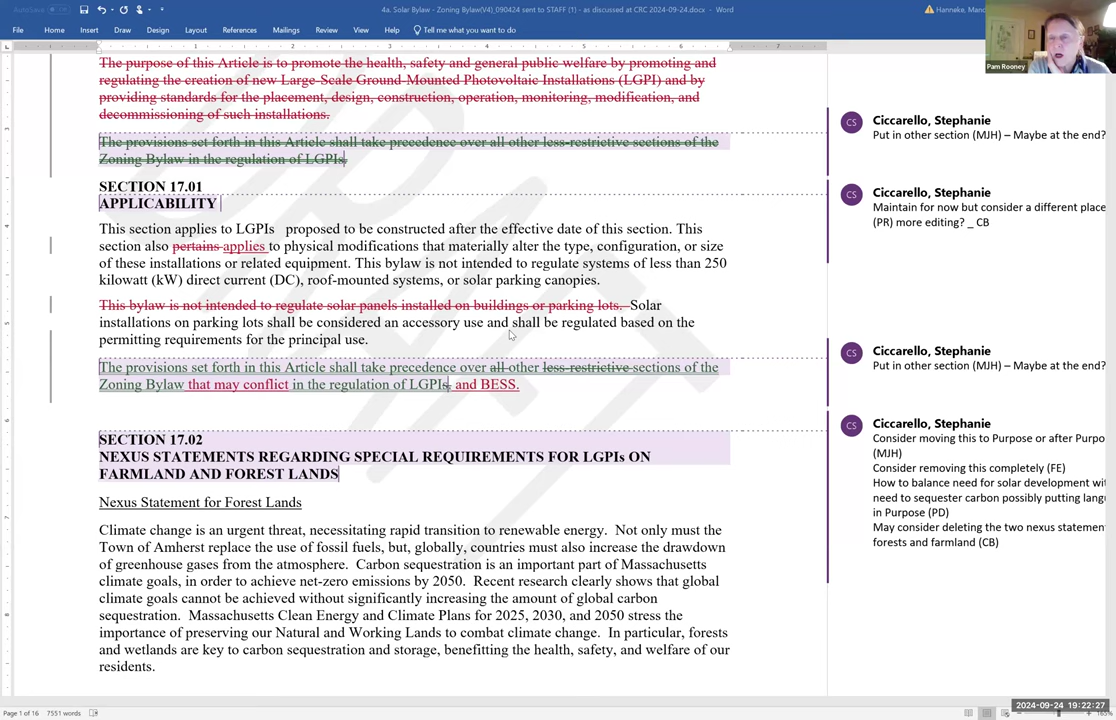 AutoSave
4a. Solar Bylaw - Zoning Bylaw(V4)_090424 sent to STAFF (1) - as discussed at CRC 2024-09-24.docx - Word
Hanneke, Man
File Home Insert Draw Design Layout References Mailings Review View Help Tell me what you want to do
Pam Rooney
The purpose of this Article is to promote the health, safety and general public welfare by promoting and
regulating the creation of new Large-Scale Ground-Mounted Photovoltaic Installations (LGPI) and by
providing standards for the placement, design, construction, operation, monitoring, modification, and
decommissioning of such installations.
The provisions set forth in this Article shall take precedence over all other less-restrictive sections of the
Zoning Bylaw in the regulation of LGPIs.
SECTION 17.01
APPLICABILITY
This section applies to LGPIs proposed to be constructed after the effective date of this section. This
section also pertains applies to physical modifications that materially alter the type, configuration, or size
of these installations or related equipment. This bylaw is not intended to regulate systems of less than 250
kilowatt (kW) direct current (DC), roof-mounted systems, or solar parking canopies.
This bylaw is not intended to regulate solar panels installed on buildings or parking lots. Solar
installations on parking lots shall be considered an accessory use and shall be regulated based on the
permitting requirements for the principal use.
The provisions set forth in this Article shall take precedence over all other less-restrictive sections of the
Zoning Bylaw that may conflict in the regulation of LGPIs. and BESS.
SECTION 17.02
NEXUS STATEMENTS REGARDING SPECIAL REQUIREMENTS FOR LGPIs ON
FARMLAND AND FOREST LANDS
Nexus Statement for Forest Lands
Climate change is an urgent threat, necessitating rapid transition to renewable energy. Not only must the
Town of Amherst replace the use of fossil fuels, but, globally, countries must also increase the drawdown
of greenhouse gases from the atmosphere. Carbon sequestration is an important part of Massachusetts
climate goals, in order to achieve net-zero emissions by 2050. Recent research clearly shows that global
climate goals cannot be achieved without significantly increasing the amount of global carbon
sequestration. Massachusetts Clean Energy and Climate Plans for 2025, 2030, and 2050 stress the
importance of preserving our Natural and Working Lands to combat climate change. In particular, forests
and wetlands are key to carbon sequestration and storage, benefitting the health, safety, and welfare of our
residents.
DRAFT
CS Ciccarello, Stephanie
Put in other section (MJH) – Maybe at the end?
CS Ciccarello, Stephanie
Maintain for now but consider a different place
(PR) more editing? _ CB
CS Ciccarello, Stephanie
Put in other section (MJH) – Maybe at the end?
CS Ciccarello, Stephanie
Consider moving this to Purpose or after Purpo
(MJH)
Consider removing this completely (FE)
How to balance need for solar development wit
need to sequester carbon possibly putting lang
in Purpose (PD)
May consider deleting the two nexus statemen
forests and farmland (CB)
Page 1 of 16 7551 words
2024-09-24 19:22:27